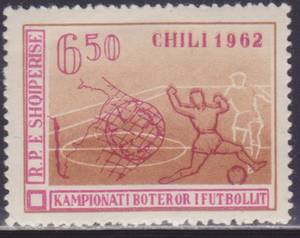 6.50
CHILI 1962
R.P.E SHQIPERISE
KAMPIONATI BOTEROR I FUTBOLLIT